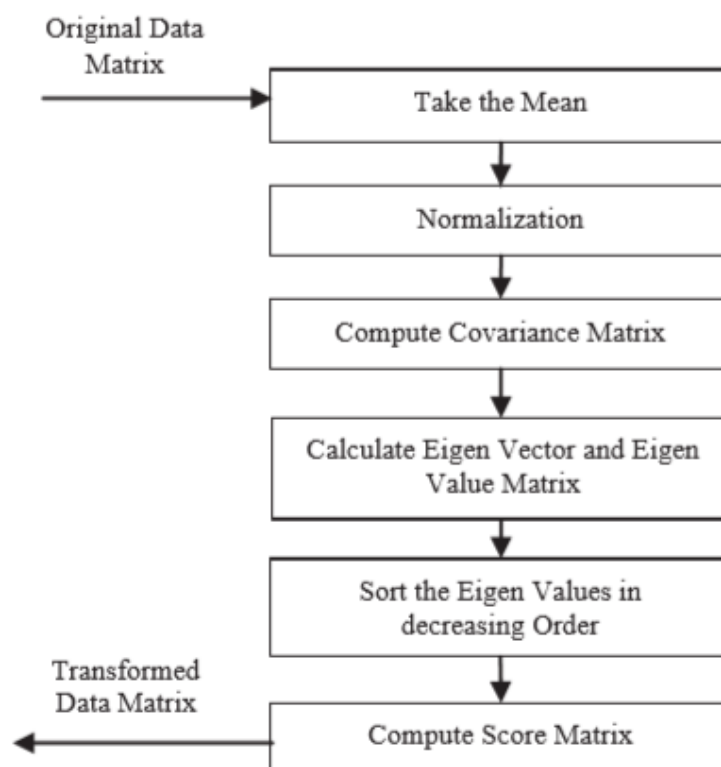 Original Data
Matrix
Take the Mean
Normalization
Compute Covariance Matrix
Calculate Eigen Vector and Eigen
Value Matrix
Sort the Eigen Values in
decreasing Order
Transformed
Data Matrix
Compute Score Matrix